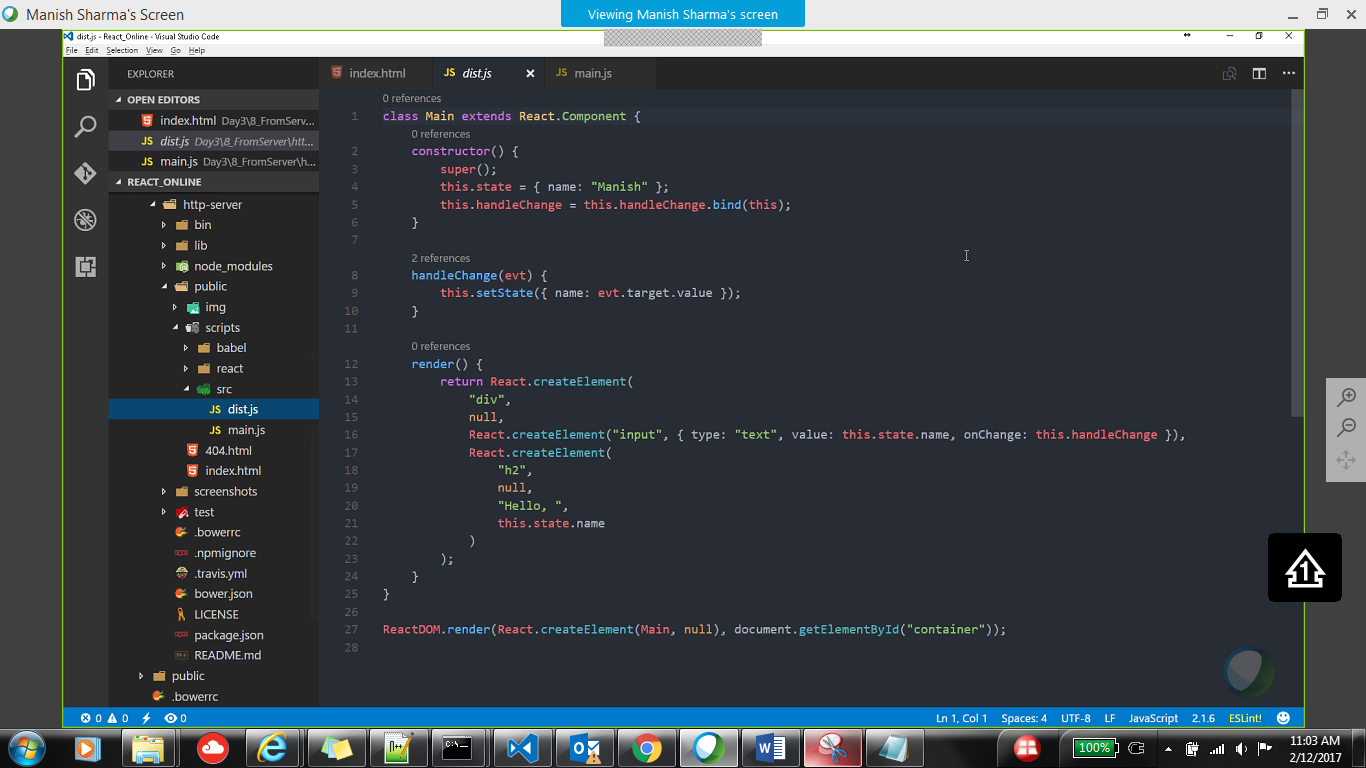 Manish Sharma's Screen
Viewing Manish Sharma's screen
dist.js - React_Online - Visual Studio Code
File Edit Selection View Go Help
EXPLORER
OPEN EDITORS
index.html Day3\8_FromServ...
JS dist.js Day3\8_FromServer\htt...
JS main.js Day3\8_FromServer\h...
REACT_ONLINE
http-server
bin
lib
node_modules
public
img
scripts
babel
react
src
JS dist.js
JS main.js
404.html
index.html
screenshots
test
.bowerrc
.npmignore
.travis.yml
bower.json
LICENSE
package.json
README.md
public
.bowerrc
index.html JS dist.js JS main.js
0 references
1 class Main extends React.Component {
0 references
2 constructor() {
3 super();
4 this.state = { name: "Manish" };
5 this.handleChange = this.handleChange.bind(this);
6 }
7
2 references
8 handleChange(evt) {
9 this.setState({ name: evt.target.value });
10 }
11
0 references
12 render() {
13 return React.createElement(
14 "div",
15 null,
16 React.createElement("input", { type: "text", value: this.state.name, onChange: this.handleChange }),
17 React.createElement(
18 "h2",
19 null,
20 "Hello, ",
21 this.state.name
22 )
23 );
24 }
25 }
26
27 ReactDOM.render(React.createElement(Main, null), document.getElementById("container"));
28
1
0 0 0 Ln 1, Col 1 Spaces: 4 UTF-8 LF JavaScript 2.1.6 ESLint!
100% 11:03 AM
2/12/2017